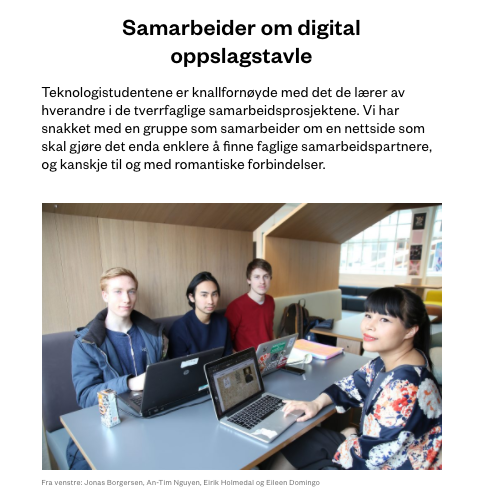 Samarbeider om digital
oppslagstavle
Teknologistudentene er knallfornøyde med det de lærer av
hverandre i de tverrfaglige samarbeidsprosjektene. Vi har
snakket med en gruppe som samarbeider om en nettside som
skal gjøre det enda enklere å finne faglige samarbeidspartnere,
og kanskje til og med romantiske forbindelser.
Fra venstre: Jonas Borgersen, An-Tim Nguyen, Eirik Holmedal og Eileen Domingo